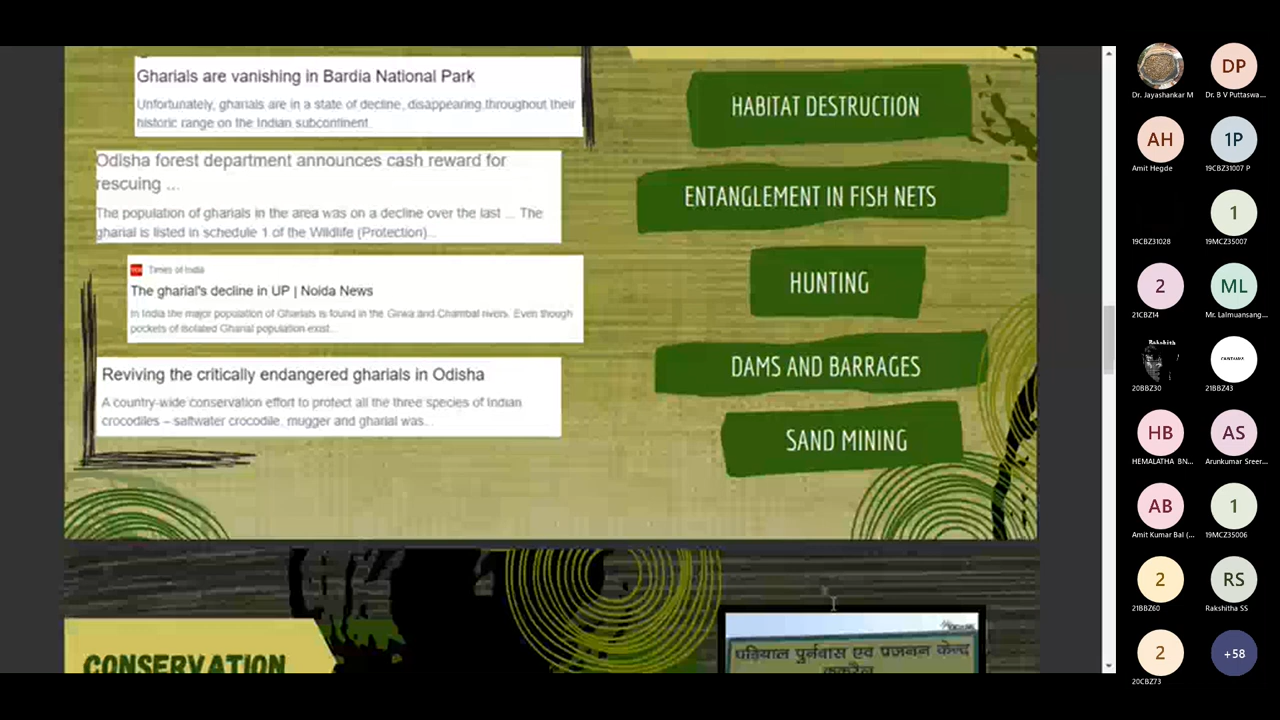 Gharials are vanishing in Bardia National Park
Unfortunately, gharials are in a state of decline, disappearing throughout their
historic range on the Indian subcontinent.
Odisha forest department announces cash reward for
rescuing ...
The population of gharials in the area was on a decline over the last ... The
gharial is listed in schedule 1 of the Wildlife (Protection)...
Times of India
The gharial's decline in UP | Noida News
In India the major population of Gharials is found in the Girwa and Chambal rivers. Even though
pockets of isolated Gharial population exist...
Reviving the critically endangered gharials in Odisha
A country-wide conservation effort to protect all the three species of Indian
crocodiles – saltwater crocodile, mugger and gharial was...
HABITAT DESTRUCTION
ENTANGLEMENT IN FISH NETS
HUNTING
DAMS AND BARRAGES
SAND MINING
CONSERVATION
घड़ियाल पुर्नवास एवं प्रजनन केन्द्र
कुकरैल
Dr. Jayashankar M
DP
Dr. B V Puttaswa...
AH
Amit Hegde
1P
19CBZ31007 P
19CBZ31028
1
19MCZ35007
2
21CBZ14
ML
Mr. Lalmuansang...
Rakshith
20BBZ30
21BBZ43
HB
HEMALATHA BN...
AS
Arunkumar Sreer...
AB
Amit Kumar Bal (...
1
19MCZ35006
2
21BBZ60
RS
Rakshitha SS
2
20CBZ73
+58